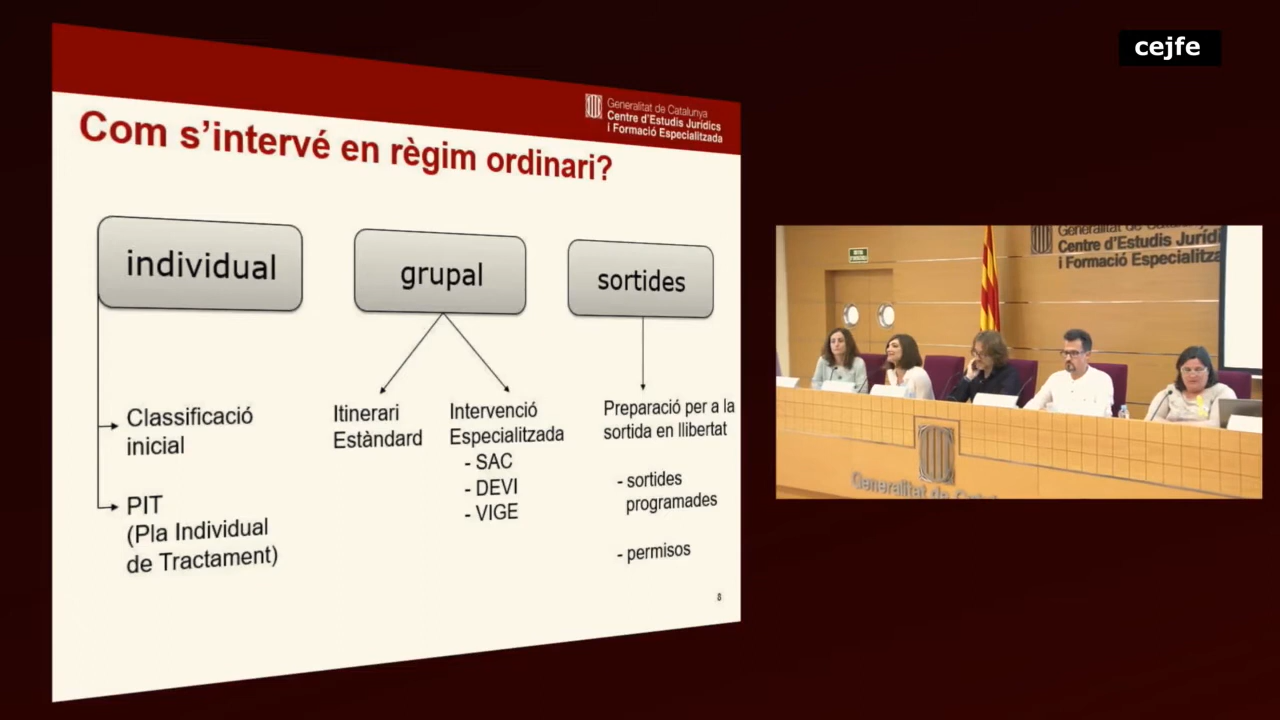 cejfe
Generalitat de Catalunya
Centre d'Estudis Jurídics
i Formació Especialitzada
Com s'intervé en règim ordinari?
individual
grupal
sortides
Classificació
inicial
PIT
(Pla Individual
de Tractament)
Itinerari
Estàndard
Intervenció
Especialitzada
- SAC
- DEVI
- VIGE
Preparació per a la
sortida en llibertat
- sortides
programades
- permisos
8
Centre d'Estudis Juríd
i Formació Especialitza
Generalitat de